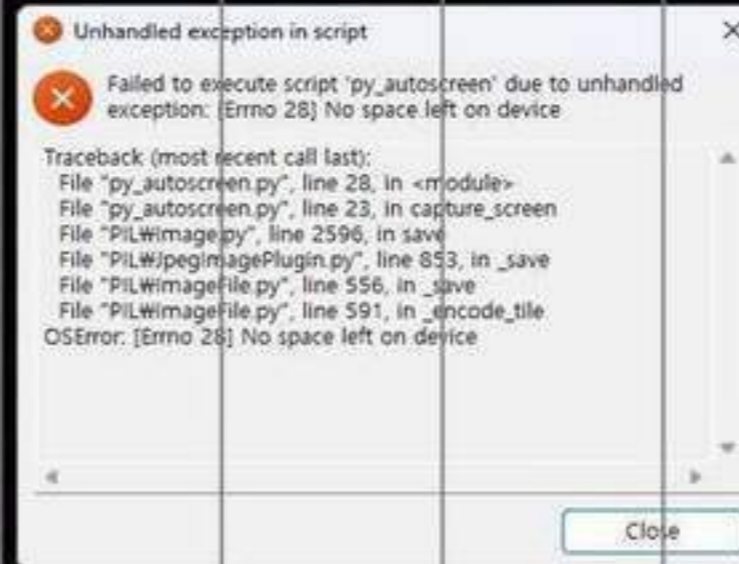 Unhandled exception in script
Failed to execute script 'py_autoscreen' due to unhandled
exception: [Errno 28] No space left on device
Traceback (most recent call last):
File "py_autoscreen.py", line 28, in <module>
File "py_autoscreen.py", line 23, in capture_screen
File "PIL₩Image.py", line 2596, in save
File "PIL₩JpegImagePlugin.py", line 853, in _save
File "PIL₩ImageFile.py", line 556, in _save
File "PIL₩ImageFile.py", line 591, in _encode_tile
OSError: [Errno 28] No space left on device
Close